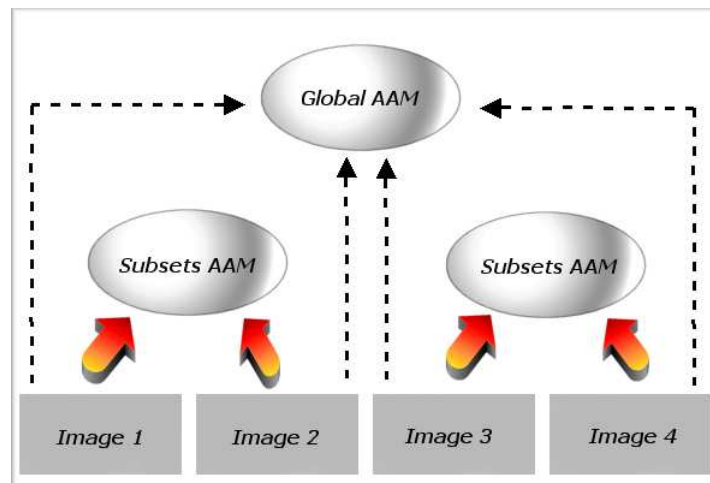 Global AAM
Subsets AAM
Subsets AAM
Image 1
Image 2
Image 3
Image 4